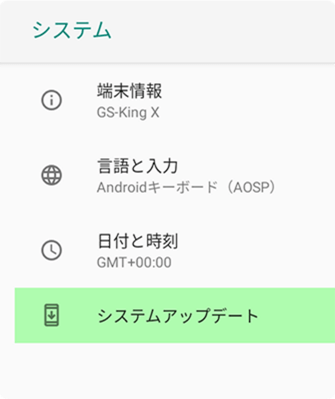 システム
端末情報
GS-King X
言語と入力
Androidキーボード（AOSP）
日付と時刻
GMT+00:00
システムアップデート